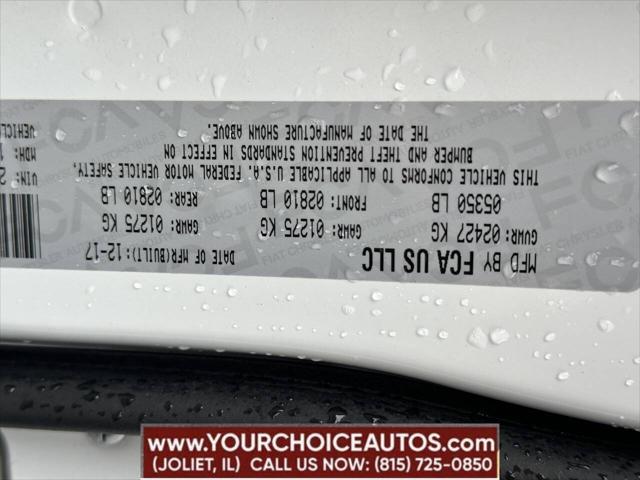 MFD BY FCA US LLC DATE OF MFR(BUILT): 12-17
GVWR: 02427 KG GAWR: 01275 KG GAWR: 01275 KG
05350 LB FRONT: 02810 LB REAR: 02810 LB
THIS VEHICLE CONFORMS TO ALL APPLICABLE U.S.A. FEDERAL MOTOR VEHICLE SAFETY,
BUMPER AND THEFT PREVENTION STANDARDS IN EFFECT ON
THE DATE OF MANUFACTURE SHOWN ABOVE.
VIN:
MDH:
WWW.YOURCHOICEAUTOS.COM
(JOLIET, IL) CALL US NOW: (815) 725-0850